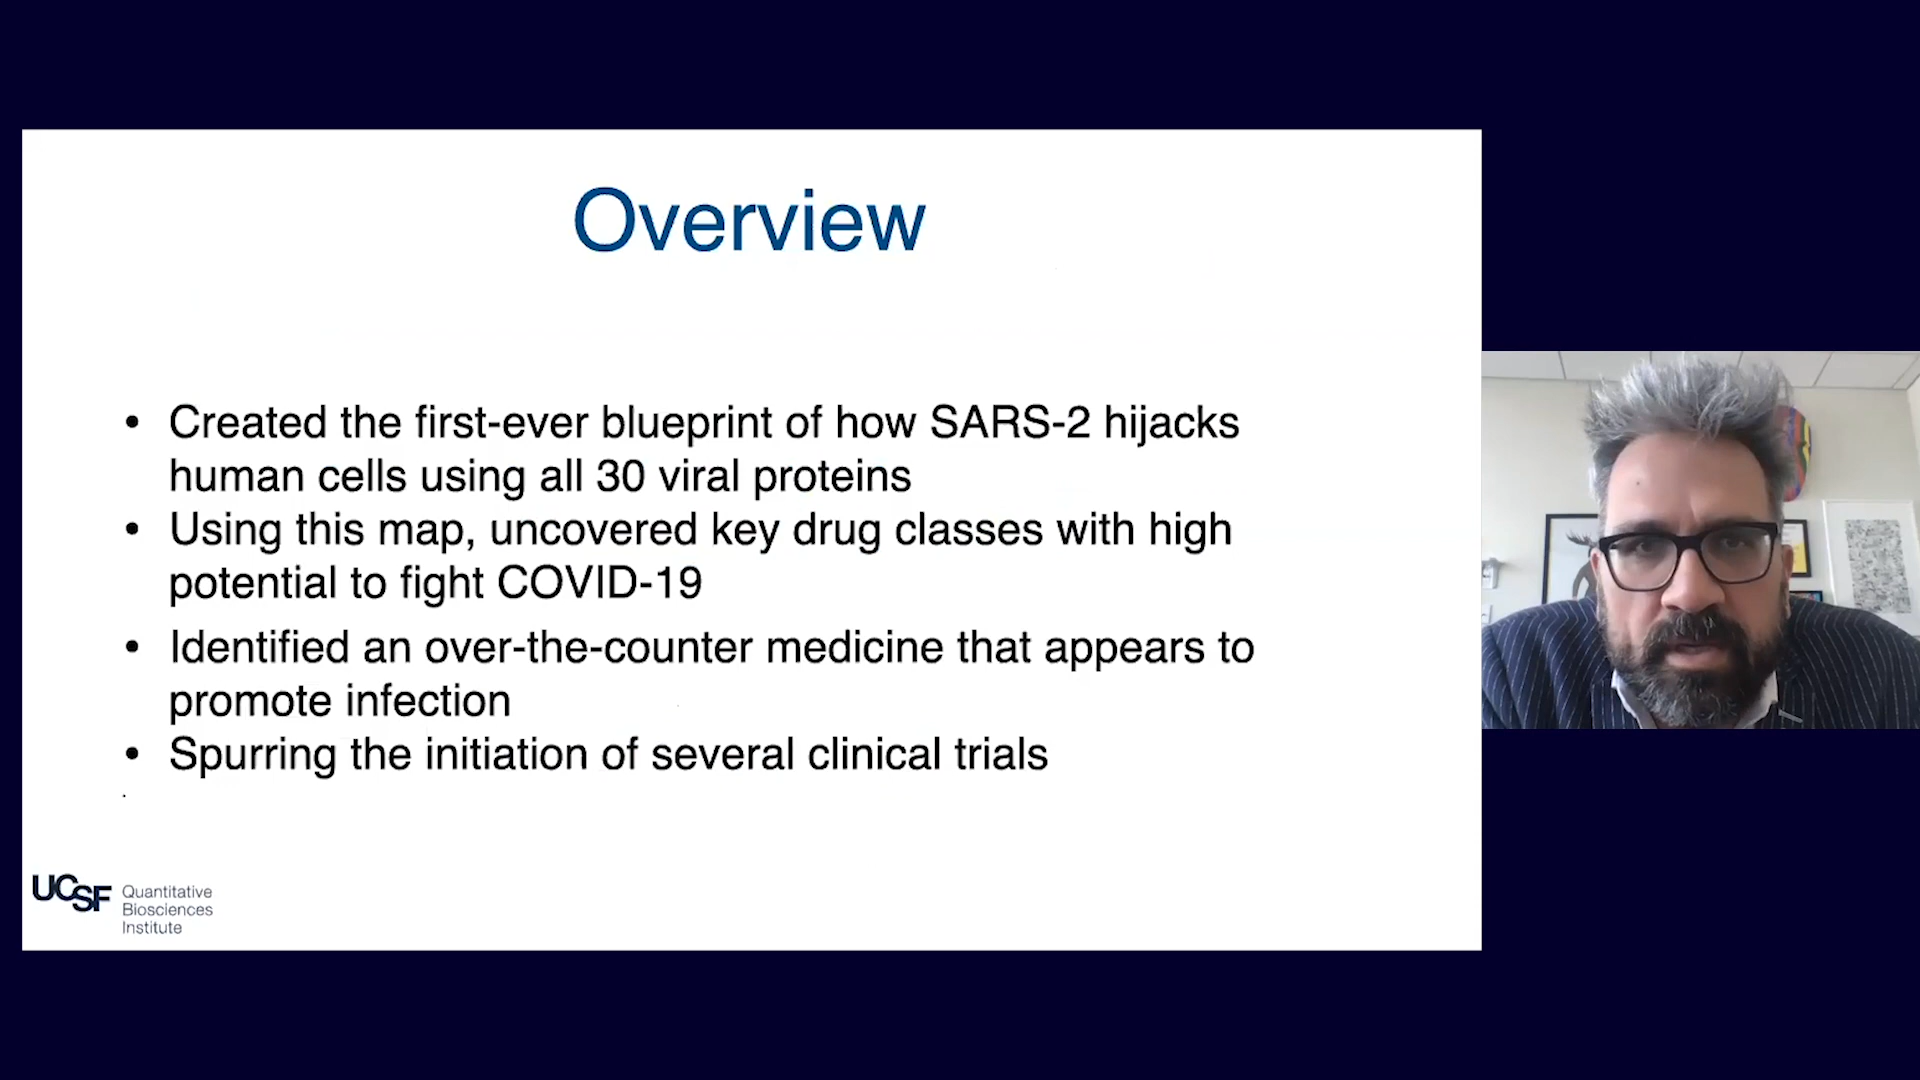 Overview
• Created the first-ever blueprint of how SARS-2 hijacks
human cells using all 30 viral proteins
• Using this map, uncovered key drug classes with high
potential to fight COVID-19
• Identified an over-the-counter medicine that appears to
promote infection
• Spurring the initiation of several clinical trials
UCSF
Quantitative
Biosciences
Institute